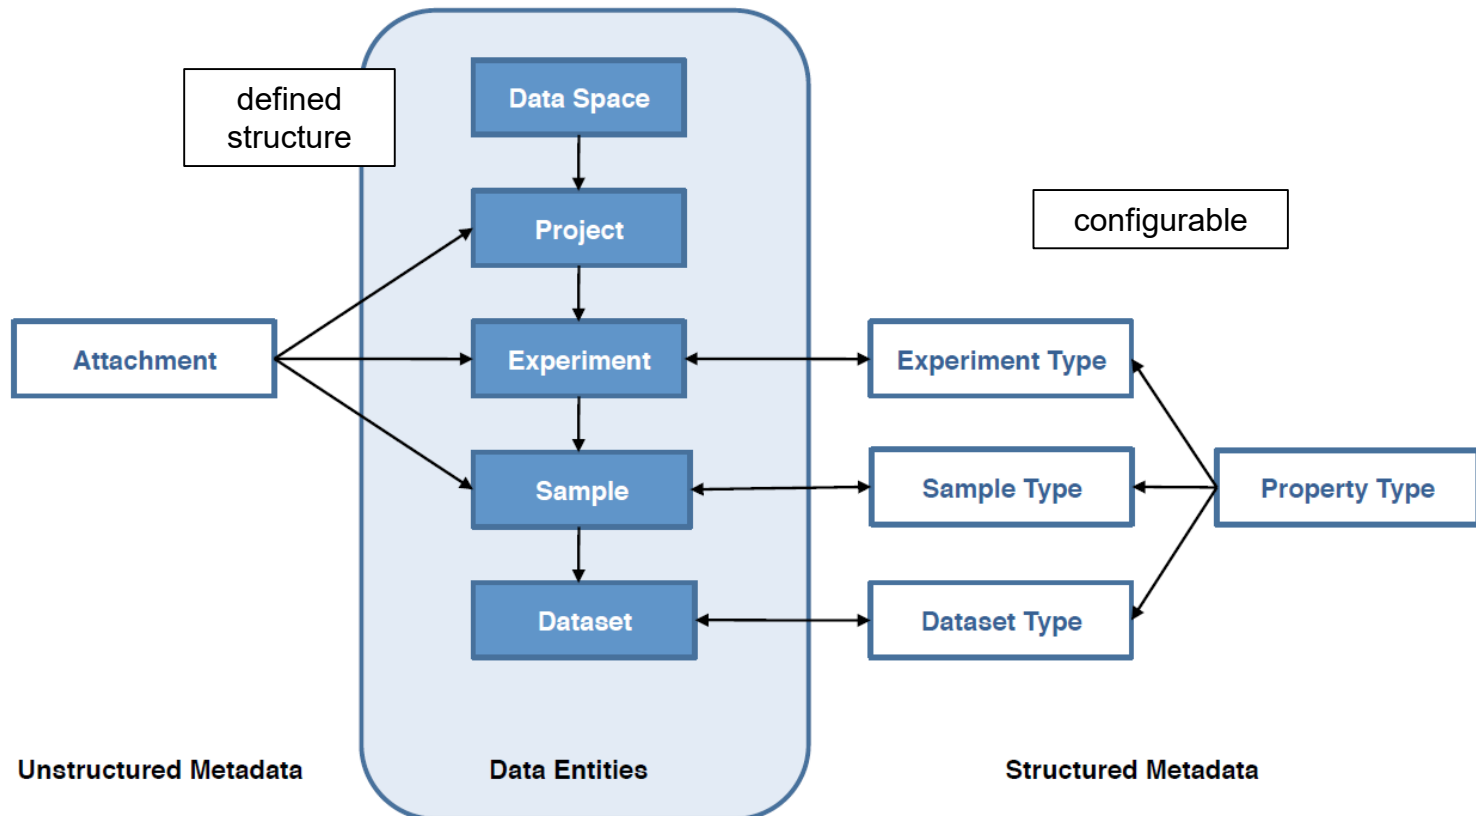 defined
structure
Data Space
Project
configurable
Attachment
Experiment
Experiment Type
Sample
Sample Type
Property Type
Dataset
Dataset Type
Unstructured Metadata
Data Entities
Structured Metadata